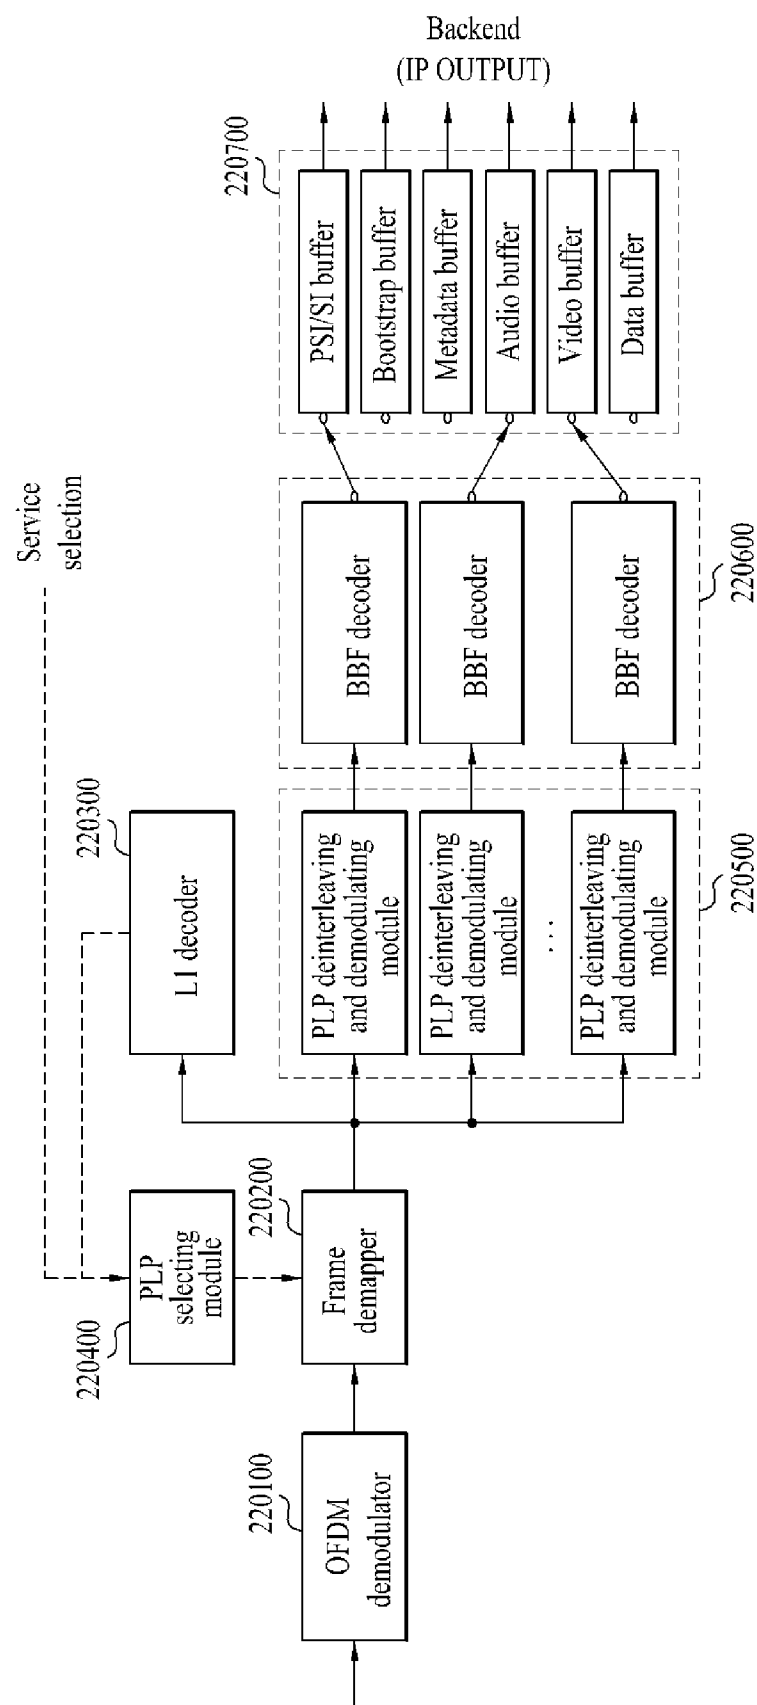 Service
selection
220400
PLP
selecting
module
220300
L1 decoder
220100
OFDM
demodulator
220200
Frame
demapper
PLP deinterleaving
and demodulating
module
PLP deinterleaving
and demodulating
module
...
PLP deinterleaving
and demodulating
module
220500
BBF decoder
BBF decoder
BBF decoder
220600
220700
PSI/SI buffer
Bootstrap buffer
Metadata buffer
Audio buffer
Video buffer
Data buffer
Backend
(IP OUTPUT)